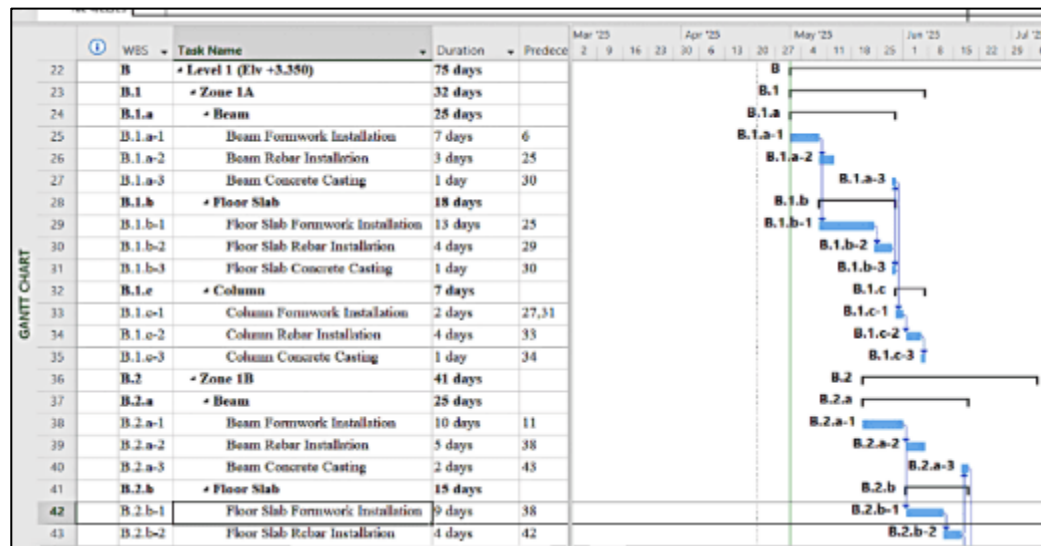 Mar '23 Apr '23 May '23 Jun '23 Jul '2
WBS Task Name Duration Predece 2 9 16 23 30 6 13 20 27 4 11 18 25 1 8 15 22 29
22 B Level 1 (Elv +3.350) 75 days B
23 B.1 Zone 1A 32 days B.1
24 B.1.a Beam 25 days B.1.a
25 B.1.a-1 Beam Formwork Installation 7 days 6 B.1.a-1
26 B.1.a-2 Beam Rebar Installation 3 days 25 B.1.a-2
27 B.1.a-3 Beam Concrete Casting 1 day 30 B.1.a-3
28 B.1.b Floor Slab 18 days B.1.b
29 B.1.b-1 Floor Slab Formwork Installation 13 days 25 B.1.b-1
30 B.1.b-2 Floor Slab Rebar Installation 4 days 29 B.1.b-2
31 B.1.b-3 Floor Slab Concrete Casting 1 day 30 B.1.b-3
32 B.1.c Column 7 days B.1.c
33 B.1.c-1 Column Formwork Installation 2 days 27,31 B.1.c-1
34 B.1.c-2 Column Rebar Installation 4 days 33 B.1.c-2
35 B.1.c-3 Column Concrete Casting 1 day 34 B.1.c-3
36 B.2 Zone 1B 41 days B.2
37 B.2.a Beam 25 days B.2.a
38 B.2.a-1 Beam Formwork Installation 10 days 11 B.2.a-1
39 B.2.a-2 Beam Rebar Installation 5 days 38 B.2.a-2
40 B.2.a-3 Beam Concrete Casting 2 days 43 B.2.a-3
41 B.2.b Floor Slab 15 days B.2.b
42 B.2.b-1 Floor Slab Formwork Installation 9 days 38 B.2.b-1
43 B.2.b-2 Floor Slab Rebar Installation 4 days 42 B.2.b-2
GANTT CHART